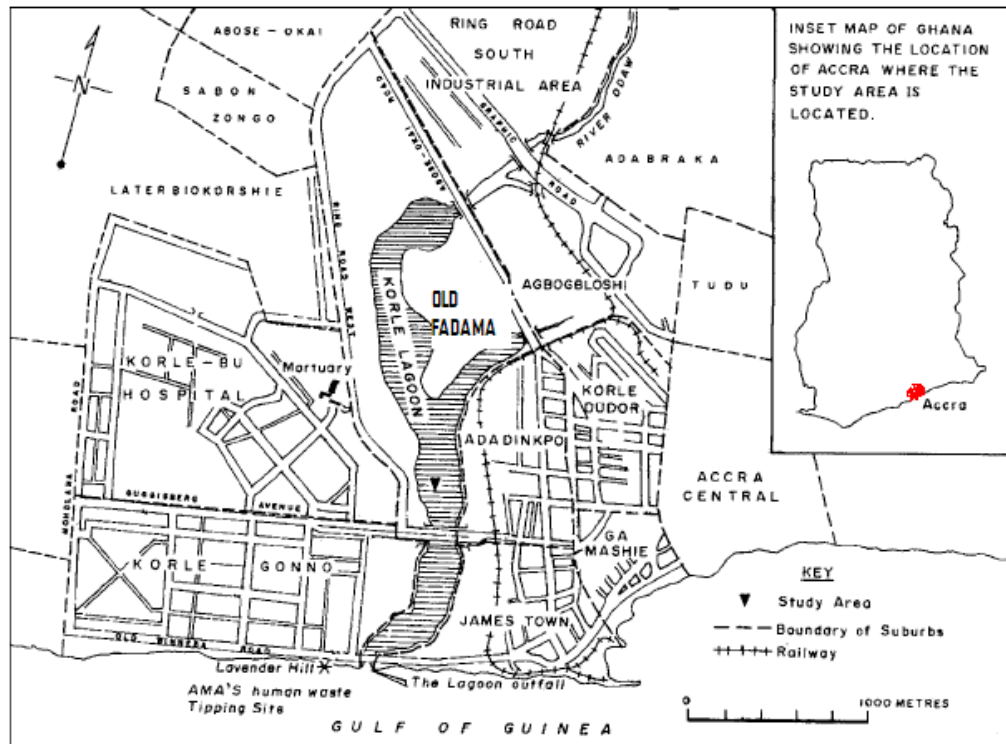 ABOSE - OKAI
RING ROAD
SOUTH
INDUSTRIAL AREA
SABON
ZONGO
LATERBIOKORSHIE
ABOSE-OKAI
ROAD
GRAPHIC
ROAD
RIVER ODAW
ADABRAKA
RING ROAD WEST
KORLE LAGOON
OLD
FADAMA
AGBOGBLOSHI
TUDU
KORLE-BU
HOSPITAL
Mortuary
KORLE
DUDOR
ADADINKPO
ACCRA
CENTRAL
GUGGISBERG
AVENUE
ROAD
KORLE GONNO
GA
MASHIE
JAMES TOWN
OLD WINNEBA ROAD
Lavender Hill
AMA'S human waste
Tipping Site
The Lagoon outfall
GULF OF GUINEA
N
INSET MAP OF GHANA
SHOWING THE LOCATION
OF ACCRA WHERE THE
STUDY AREA IS
LOCATED.
Accra
KEY
Study Area
Boundary of Suburbs
Railway
0 1000 METRES